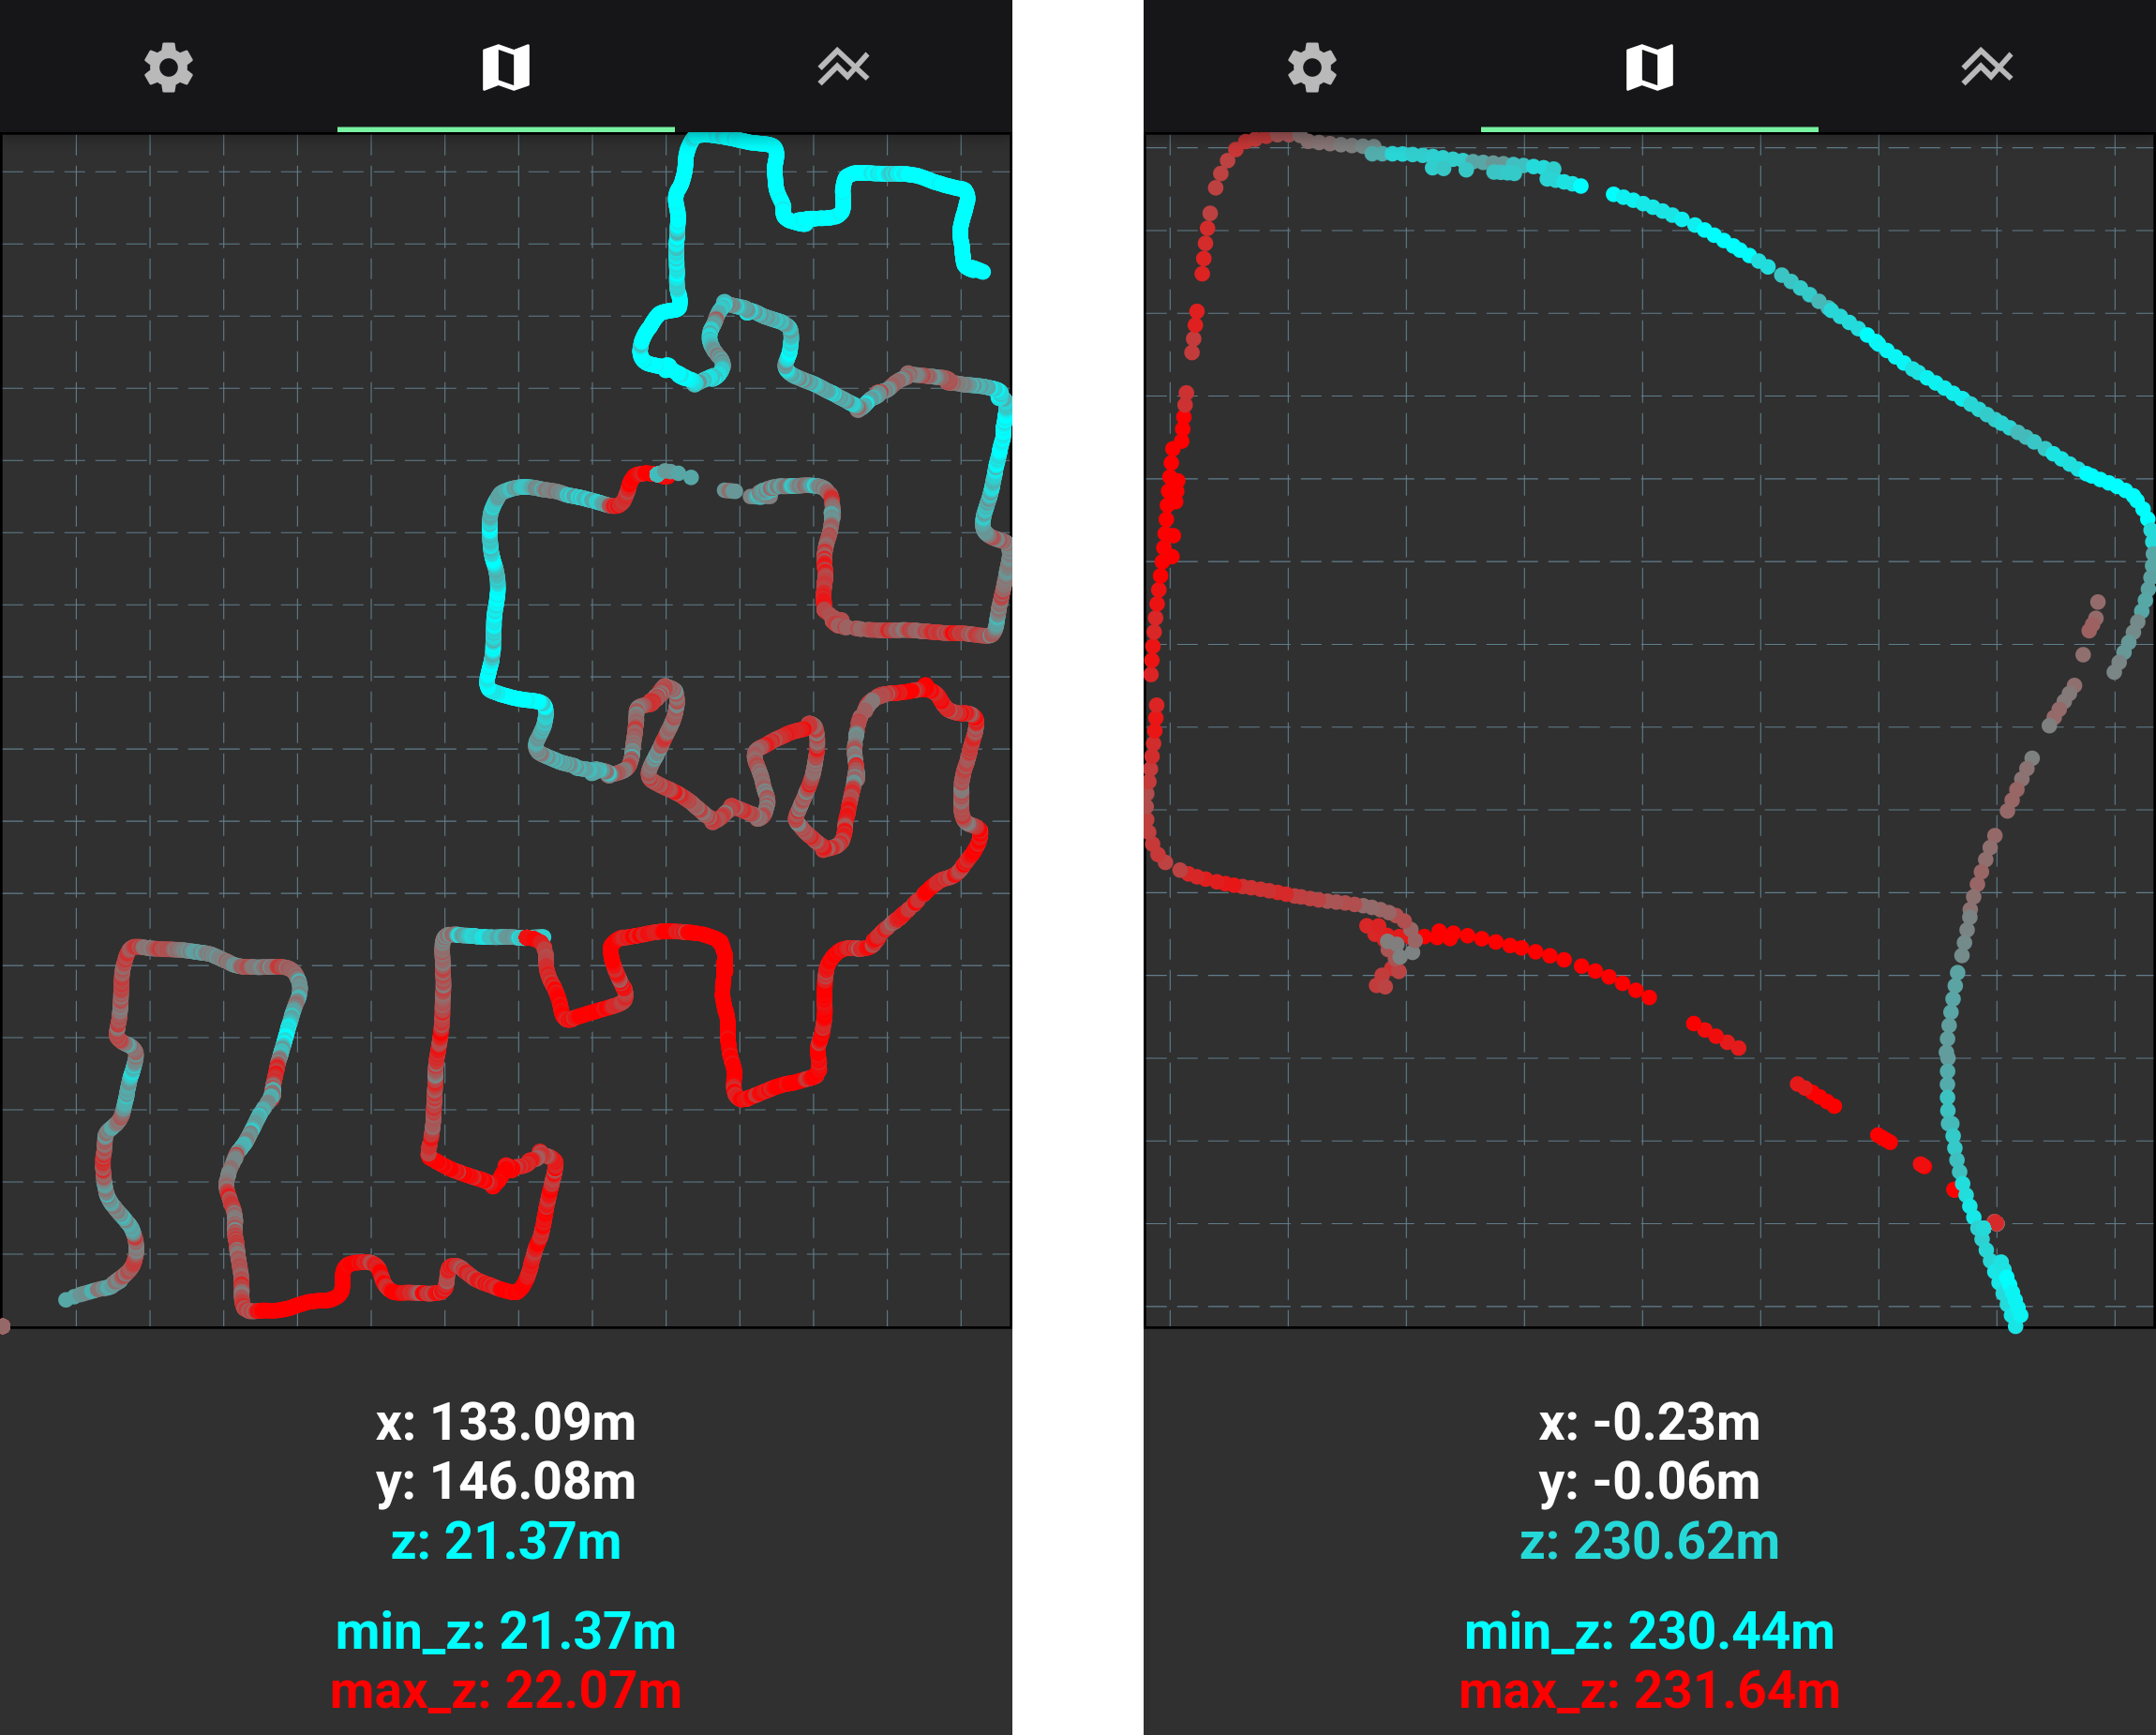 x: 133.09m
y: 146.08m
z: 21.37m
min_z: 21.37m
max_z: 22.07m
x: -0.23m
y: -0.06m
z: 230.62m
min_z: 230.44m
max_z: 231.64m